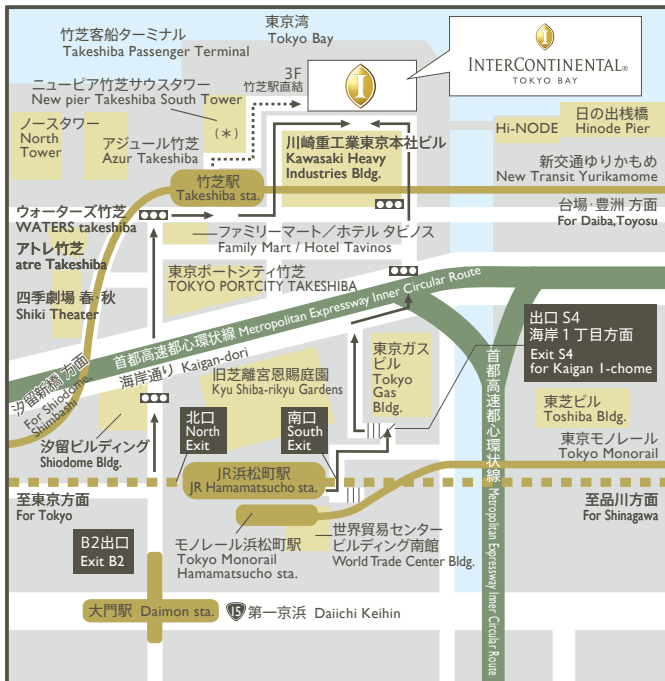 竹芝客船ターミナル
Takeshiba Passenger Terminal
東京湾
Tokyo Bay
INTERCONTINENTAL®
TOKYO BAY
ニューピア竹芝サウスタワー
New pier Takeshiba South Tower
3F
竹芝駅直結
I
I
ノースタワー
North
Tower
(＊)
アジュール竹芝
Azur Takeshiba
川崎重工業東京本社ビル
Kawasaki Heavy
Industries Bldg.
Hi-NODE
日の出桟橋
Hinode Pier
竹芝駅
Takeshiba sta.
新交通ゆりかもめ
New Transit Yurikamome
ウォーターズ竹芝
WATERS takeshiba
台場・豊洲 方面
For Daiba,Toyosu
アトレ竹芝
atre Takeshiba
ファミリーマート／ホテル タビノス
Family Mart / Hotel Tavinos
四季劇場 春・秋
Shiki Theater
東京ポートシティ竹芝
TOKYO PORTCITY TAKESHIBA
首都高速都心環状線 Metropolitan Expressway Inner Circular Route
海岸通り Kaigan-dori
汐留新橋 方面
For Shiodome,
Shimbashi
旧芝離宮恩賜庭園
Kyu Shiba-rikyu Gardens
東京ガス
ビル
Tokyo
Gas
Bldg.
出口 S4
海岸１丁目方面
Exit S4
for Kaigan 1-chome
首都高速都心環状線 Metropolitan Expressway Inner Circular Route
東芝ビル
Toshiba Bldg.
汐留ビルディング
Shiodome Bldg.
北口
North
Exit
南口
South
Exit
東京モノレール
Tokyo Monorail
JR浜松町駅
JR Hamamatsucho sta.
至東京方面
For Tokyo
至品川方面
For Shinagawa
B2出口
Exit B2
モノレール浜松町駅
Tokyo Monorail
Hamamatsucho sta.
世界貿易センター
ビルディング南館
World Trade Center Bldg.
大門駅 Daimon sta.
15 第一京浜 Daiichi Keihin